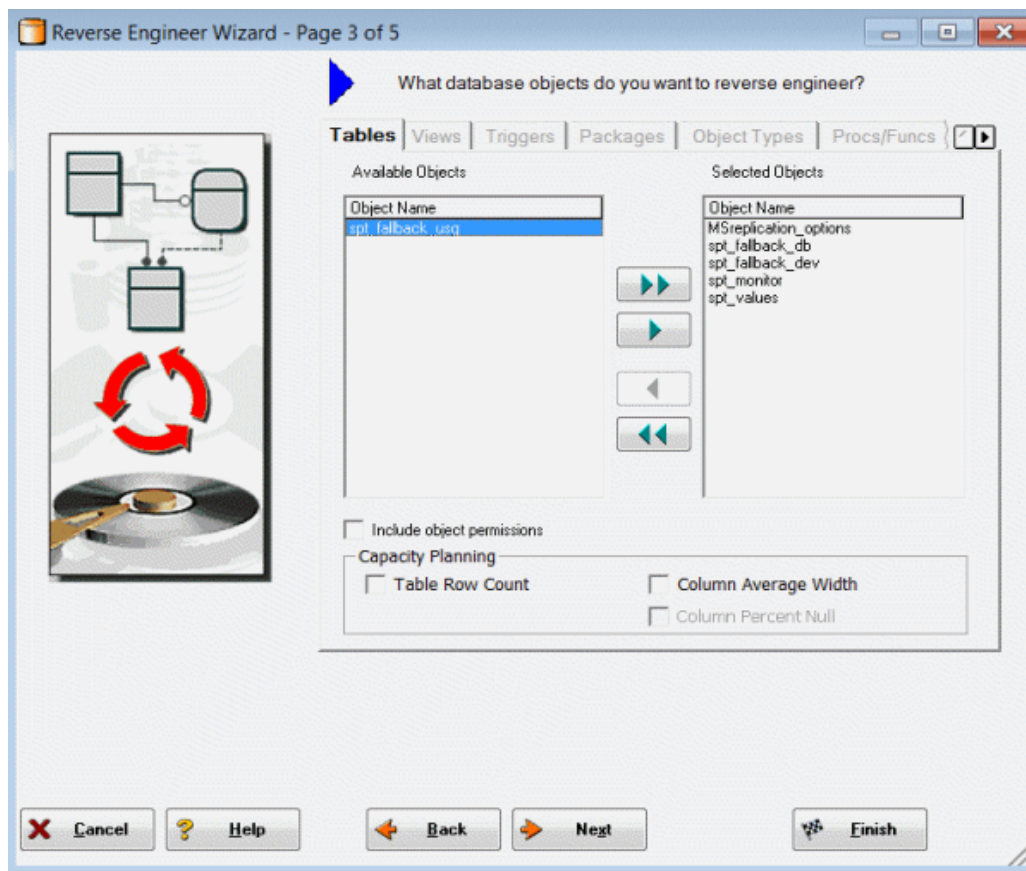 Reverse Engineer Wizard - Page 3 of 5
What database objects do you want to reverse engineer?
Tables Views Triggers Packages Object Types Procs/Funcs
Available Objects Selected Objects
Object Name Object Name
spt_fallback_usg MSreplication_options
spt_fallback_db
spt_fallback_dev
spt_monitor
spt_values
Include object permissions
Capacity Planning
Table Row Count Column Average Width
Column Percent Null
Cancel Help Back Next Finish